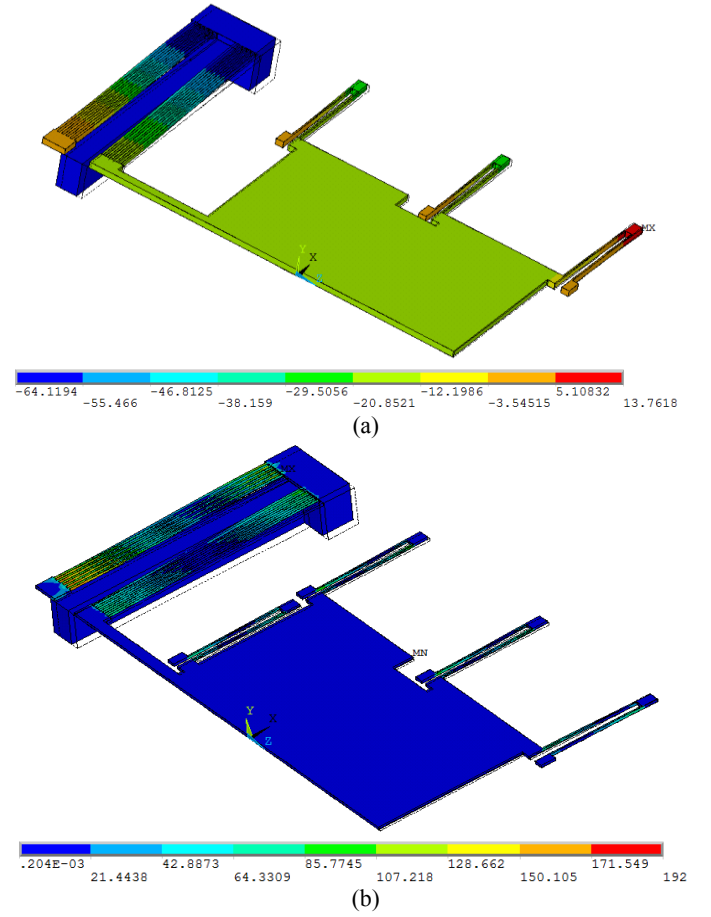 MX
Y
X
Z
-64.1194 -46.8125 -29.5056 -12.1986 5.10832
-55.466 -38.159 -20.8521 -3.54515 13.7618
(a)
MX
MN
Y
X
Z
.204E-03 42.8873 85.7745 128.662 171.549
21.4438 64.3309 107.218 150.105 192
(b)